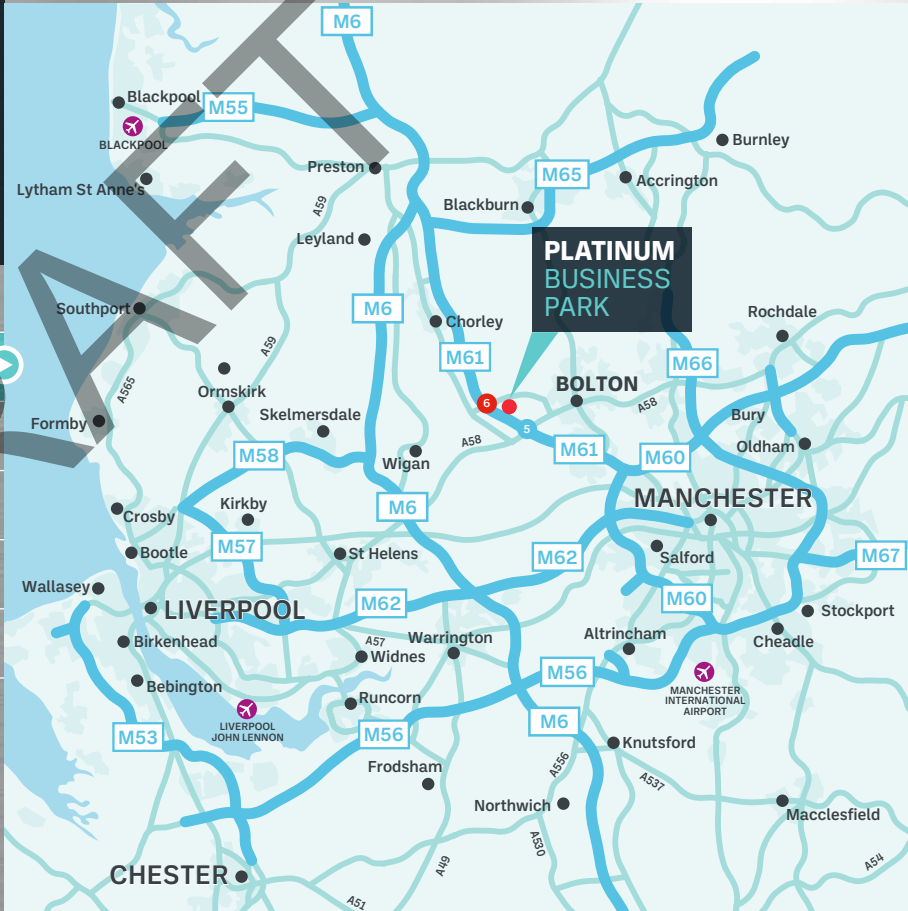 M6
Blackpool
M55
BLACKPOOL
Burnley
Preston
M65
Accrington
Lytham St Anne's
A59
Blackburn
Leyland
PLATINUM
BUSINESS
PARK
M6
Southport
Chorley
Rochdale
A59
M61
M66
A565
Ormskirk
BOLTON
6
A58
Formby
Skelmersdale
5
Bury
A58
M58
Wigan
M61
M60
Oldham
Crosby
Kirkby
M6
MANCHESTER
Bootle
M57
St Helens
M62
Salford
M67
Wallasey
LIVERPOOL
M62
M60
Stockport
Birkenhead
A57
Warrington
Altrincham
Cheadle
Widnes
Bebington
M56
MANCHESTER
INTERNATIONAL
AIRPORT
Runcorn
LIVERPOOL
JOHN LENNON
M53
M56
M6
Knutsford
Frodsham
A556
A537
Northwich
Macclesfield
A530
CHESTER
A49
A54
A51
AFT